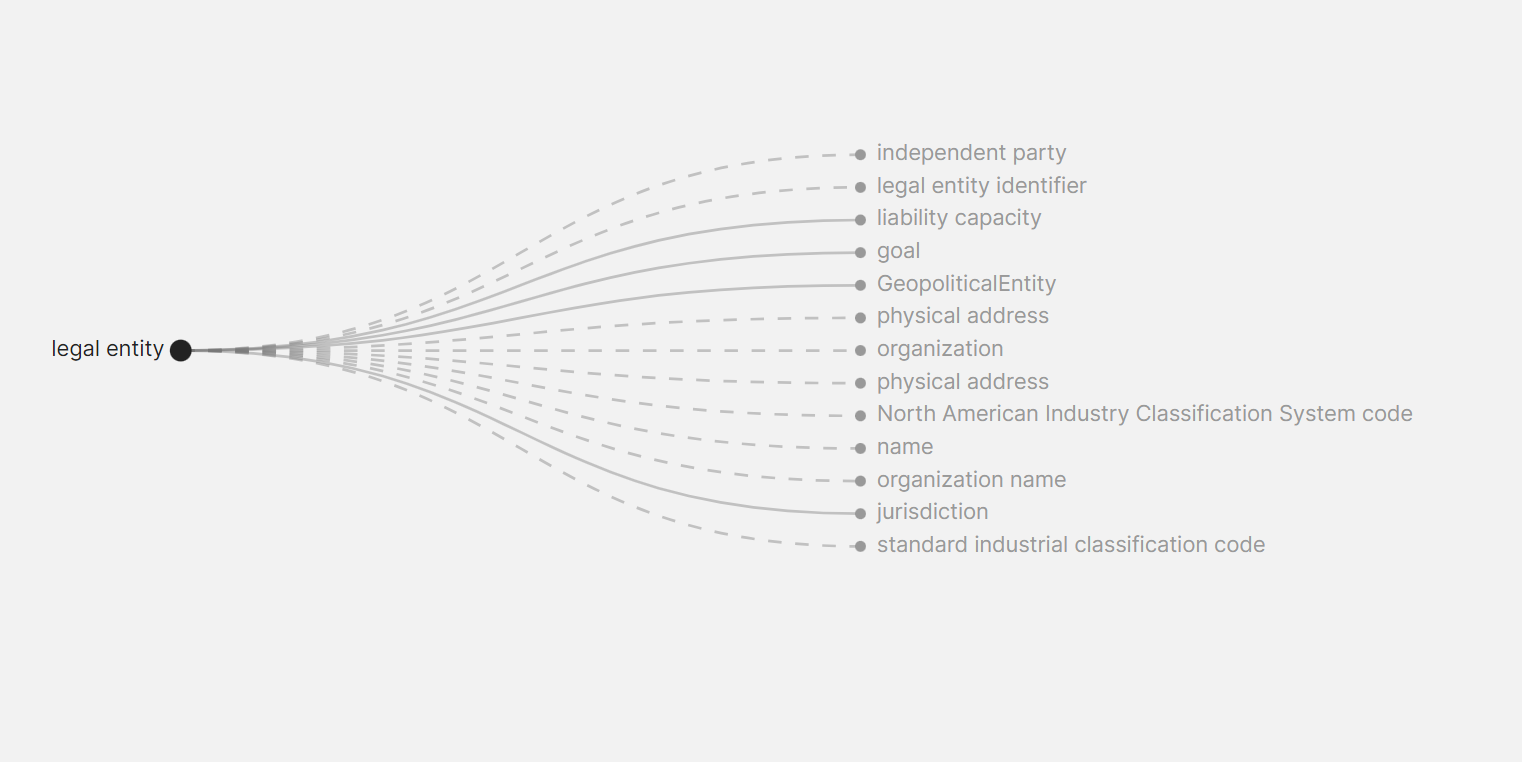 legal entity
independent party
legal entity identifier
liability capacity
goal
GeopoliticalEntity
physical address
organization
physical address
North American Industry Classification System code
name
organization name
jurisdiction
standard industrial classification code